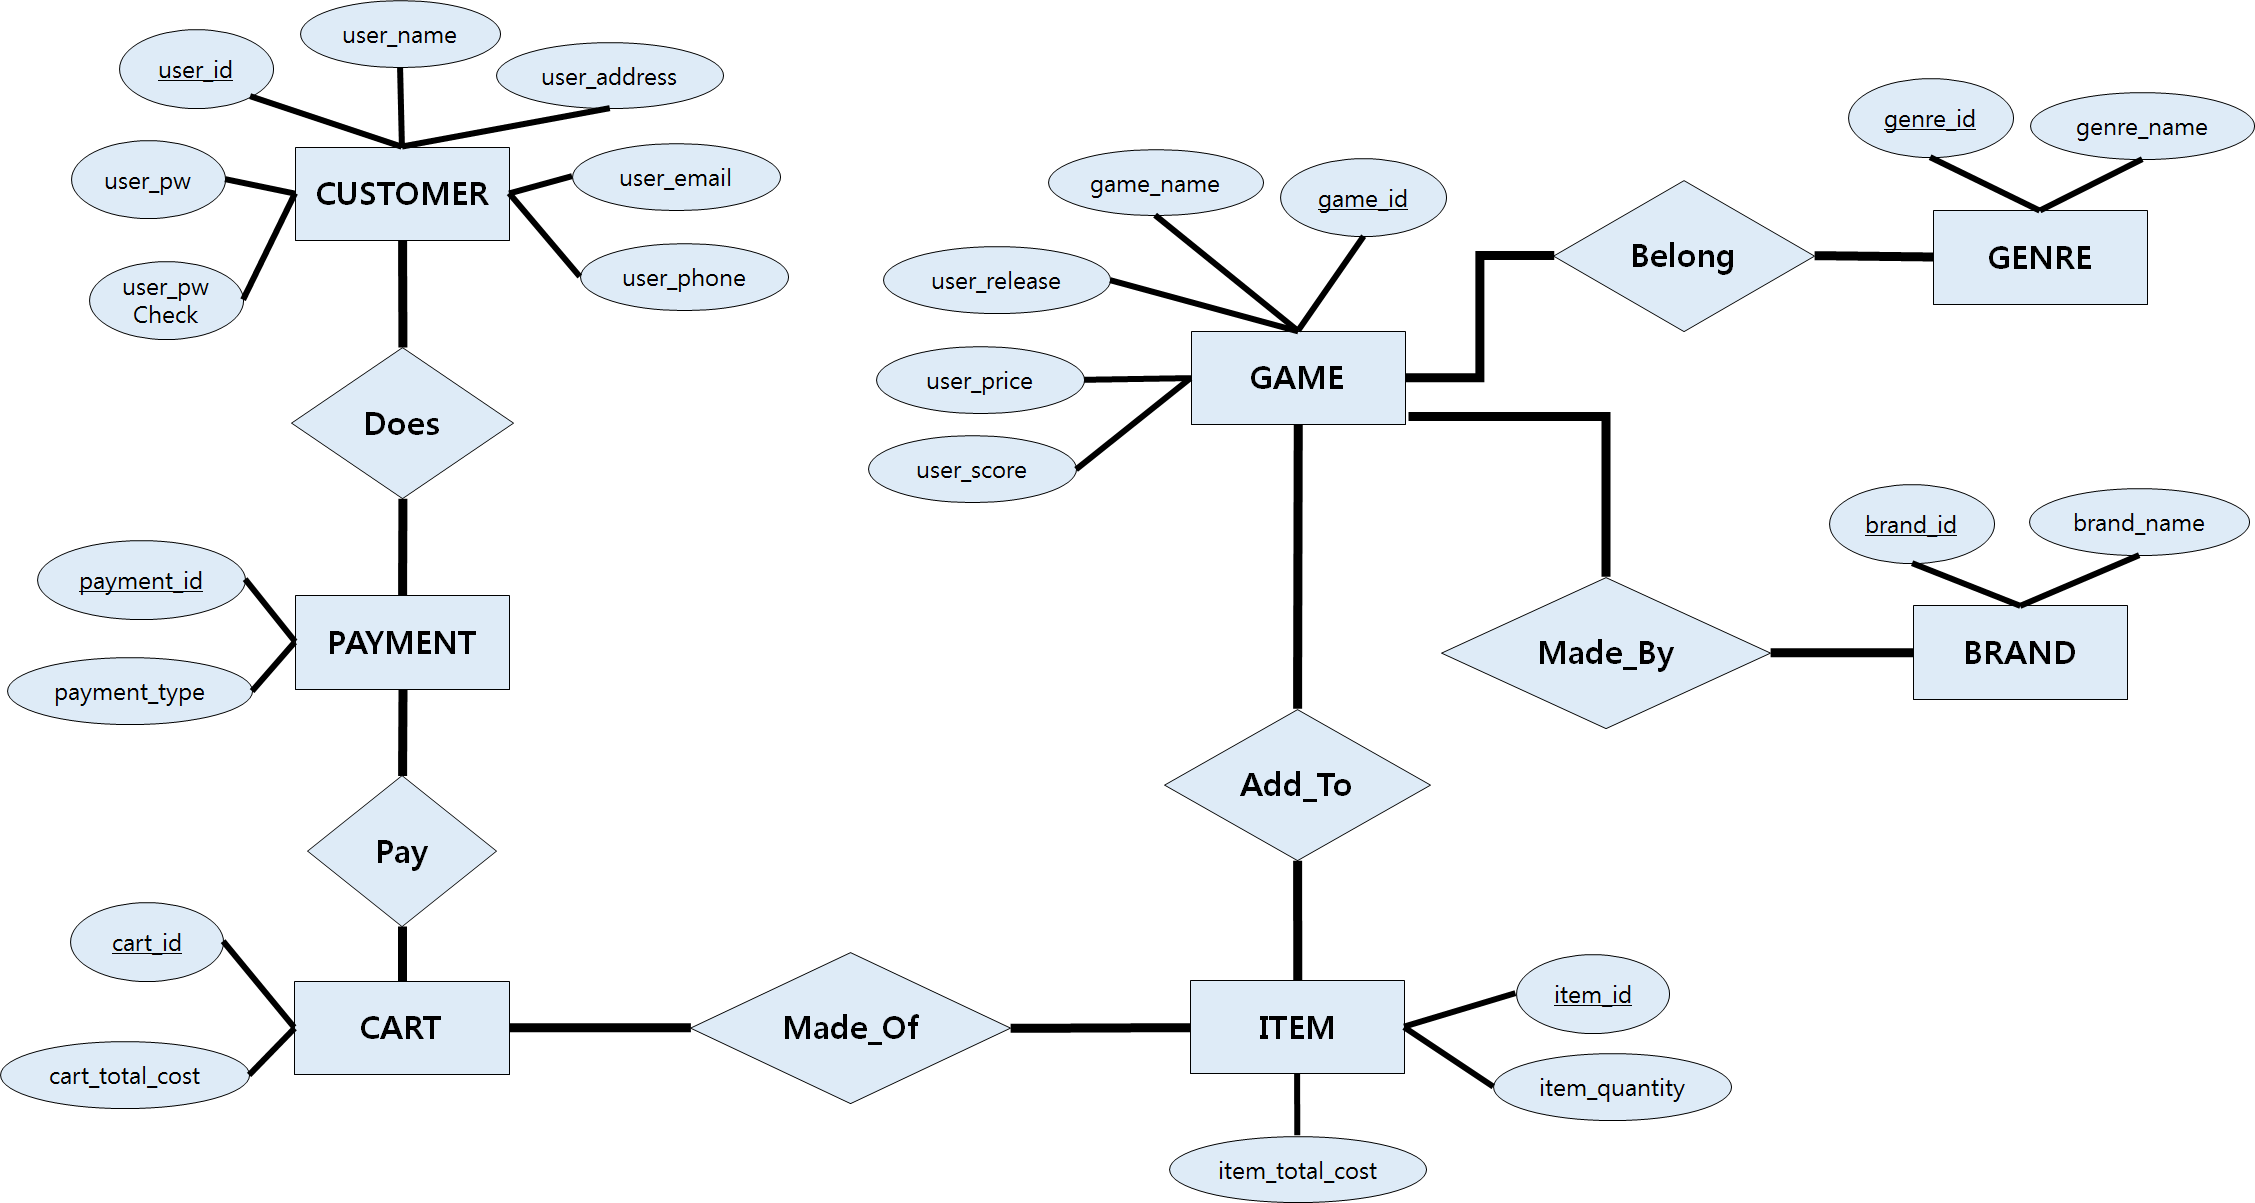 user_name
user_id
user_address
genre_id
genre_name
user_pw
CUSTOMER
user_email
game_name
game_id
Belong
GENRE
user_pw
Check
user_phone
user_release
user_price
GAME
Does
user_score
brand_id
brand_name
payment_id
PAYMENT
Made_By
BRAND
payment_type
Add_To
Pay
cart_id
item_id
CART
Made_Of
ITEM
cart_total_cost
item_quantity
item_total_cost